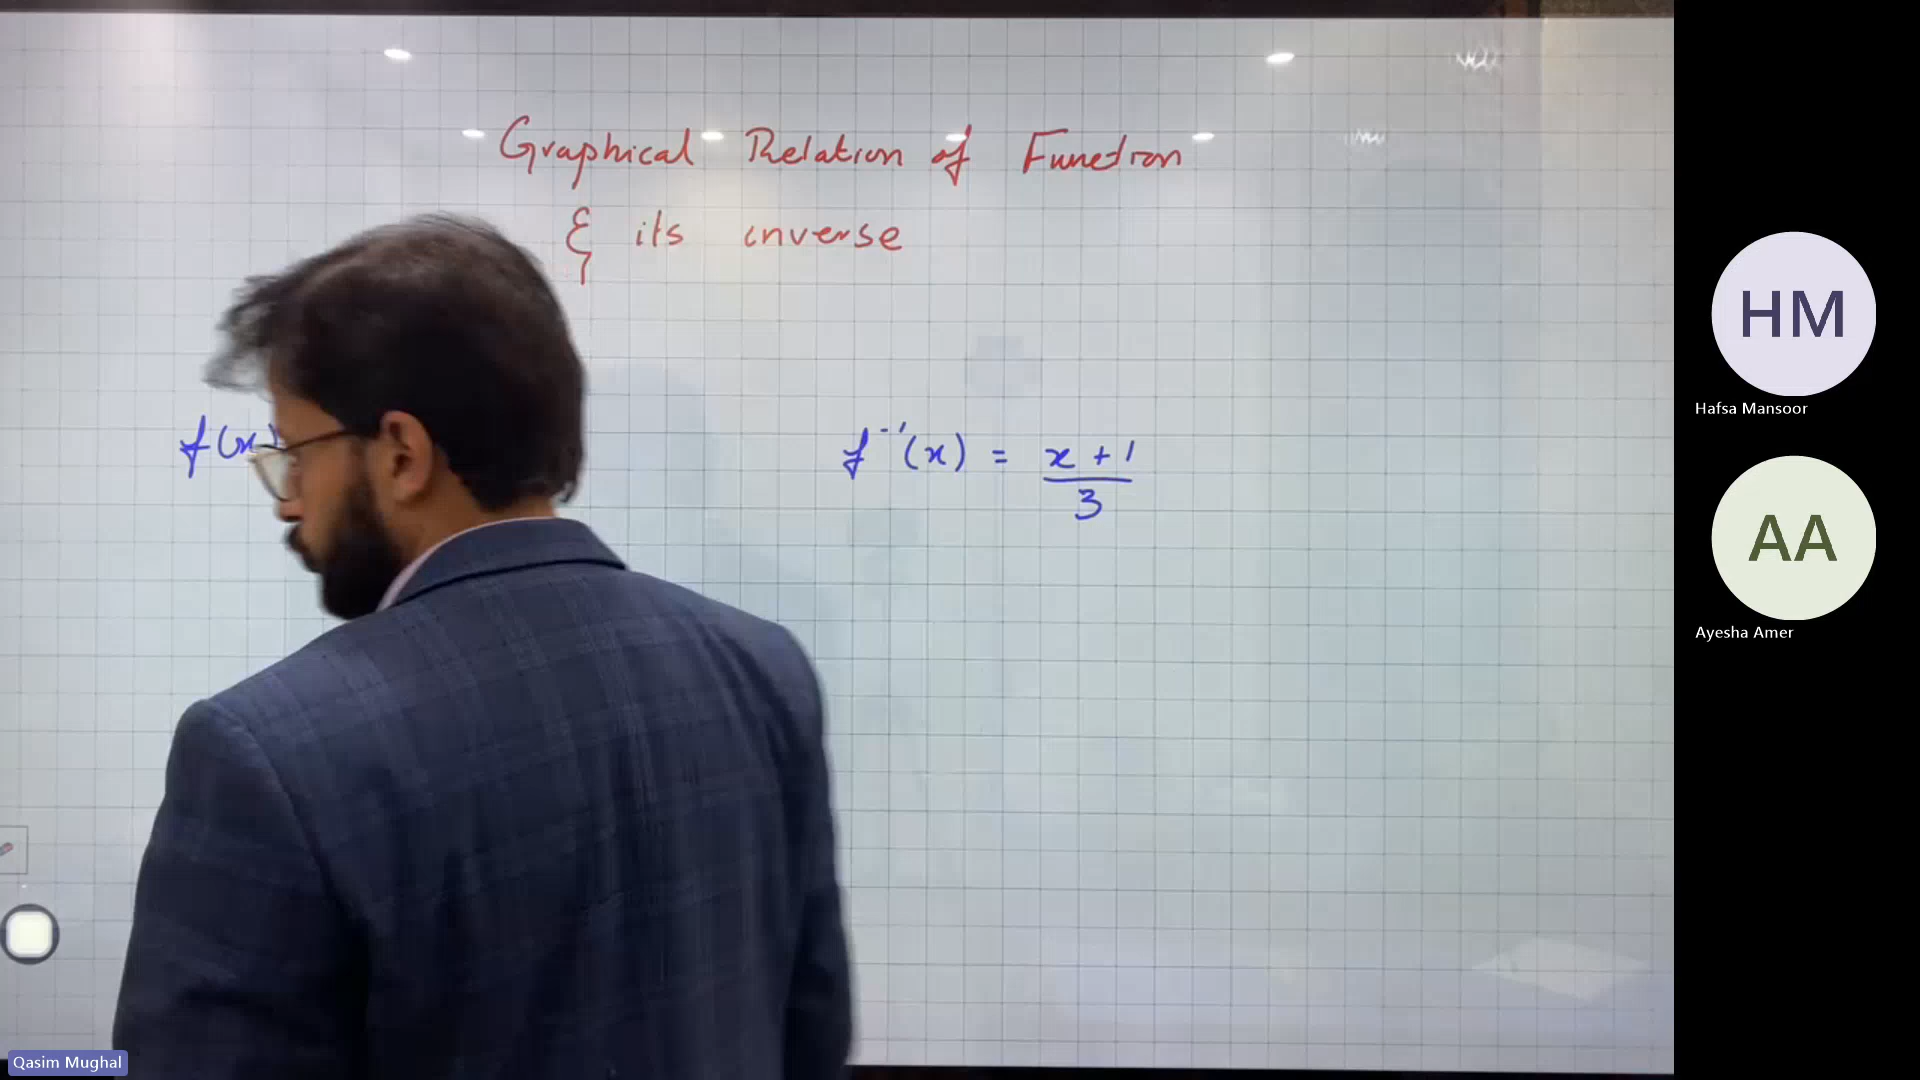 Graphical Relation of Function
& its inverse
f(x)
f⁻¹(x) = x + 1
3
HM
Hafsa Mansoor
AA
Ayesha Amer
Qasim Mughal